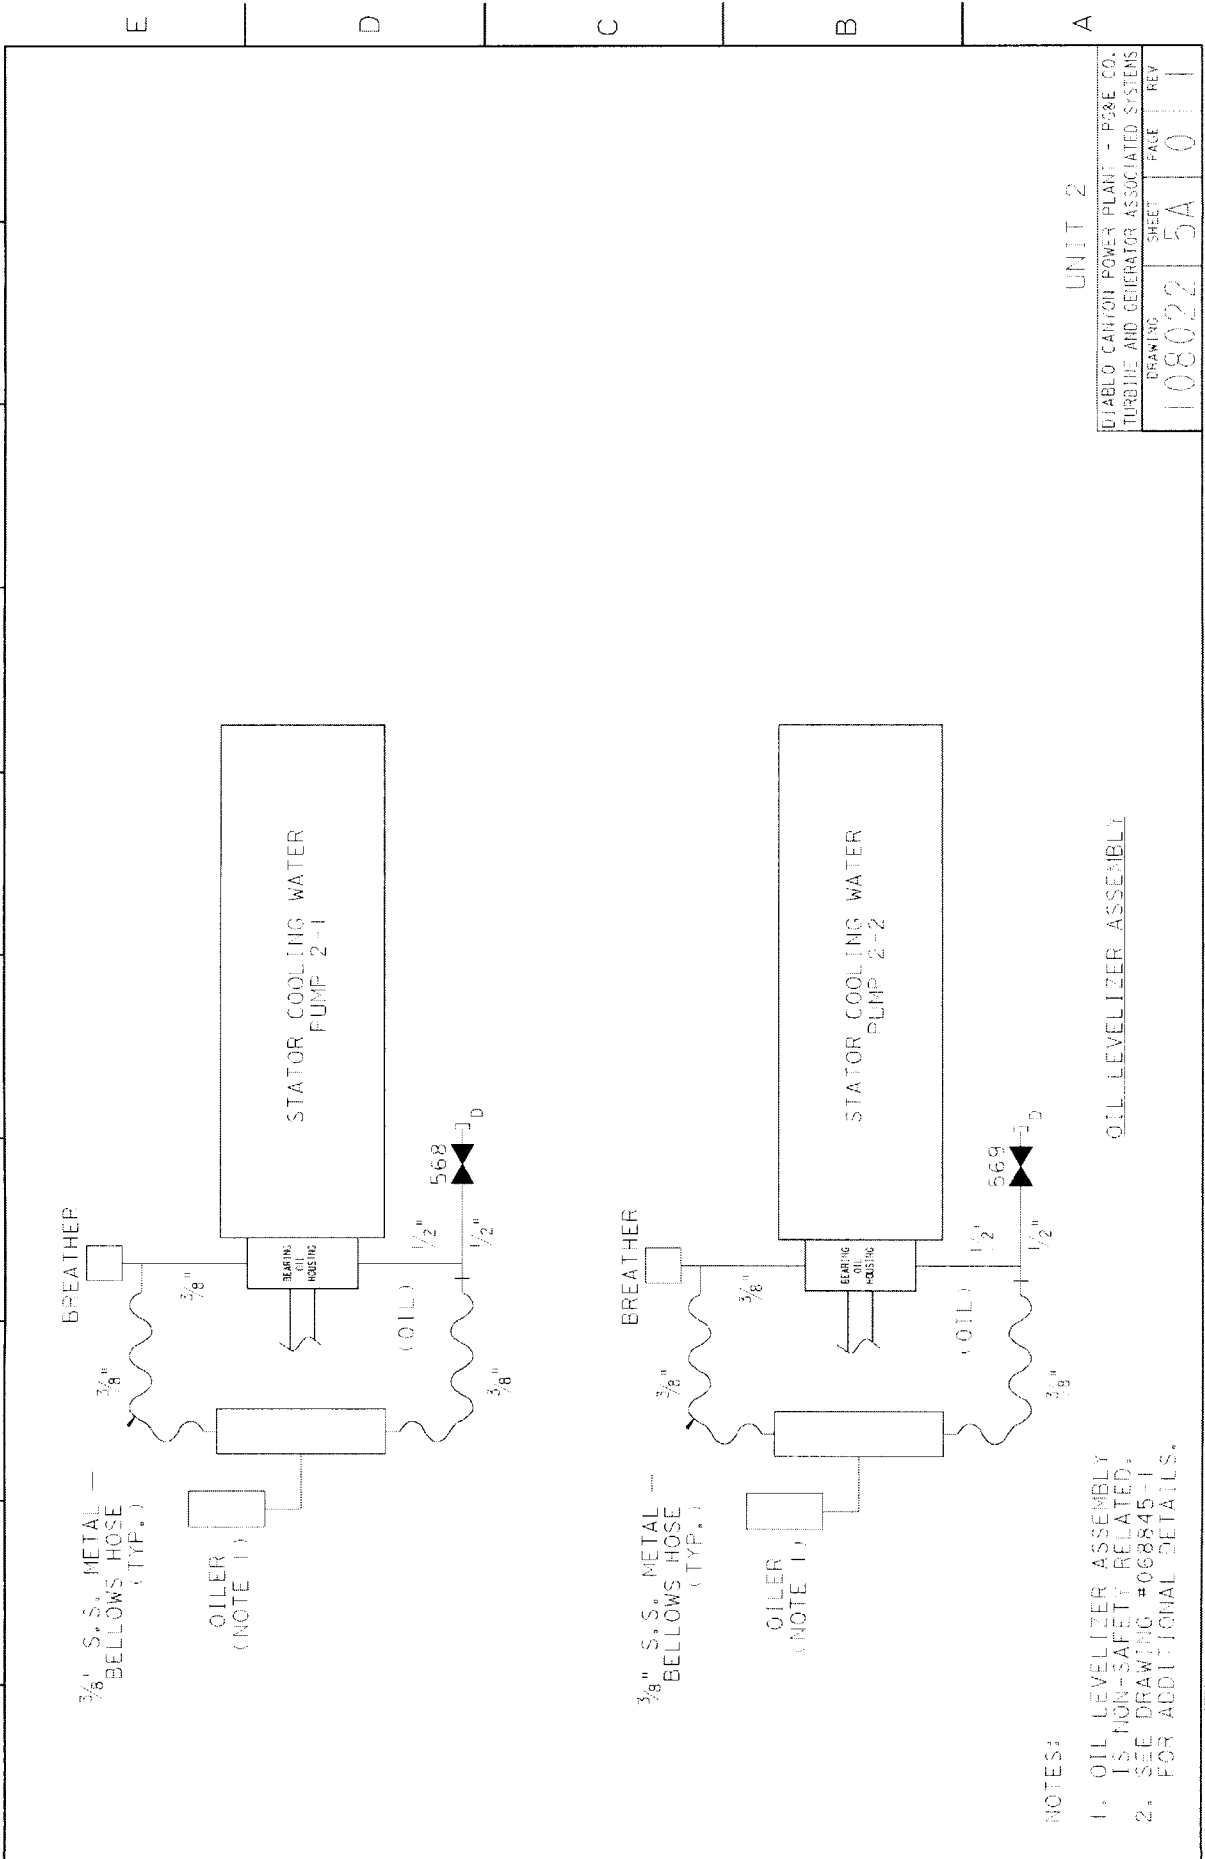 E
D
C
B
A
3/8" S.S. METAL
BELLOWS HOSE
(TYP.)
3/8"
BREATHER
3/8"
OILER
(NOTE 1)
BEARING
OIL
HOUSING
STATOR COOLING WATER
PUMP 2-1
(OIL)
1/2"
3/8"
1/2"
568
D
3/8" S.S. METAL
BELLOWS HOSE
(TYP.)
3/8"
BREATHER
3/8"
OILER
(NOTE 1)
BEARING
OIL
HOUSING
STATOR COOLING WATER
PUMP 2-2
(OIL)
1/2"
3/8"
1/2"
569
D
NOTES:
1. OIL LEVELIZER ASSEMBLY
IS NON-SAFETY RELATED.
2. SEE DRAWING #068845-1
FOR ADDITIONAL DETAILS.
OIL LEVELIZER ASSEMBLY
UNIT 2
DIABLO CANYON POWER PLANT - PG&E CO.
TURBINE AND GENERATOR ASSOCIATED SYSTEMS
DRAWING SHEET PAGE REV
108022 5A 0 1